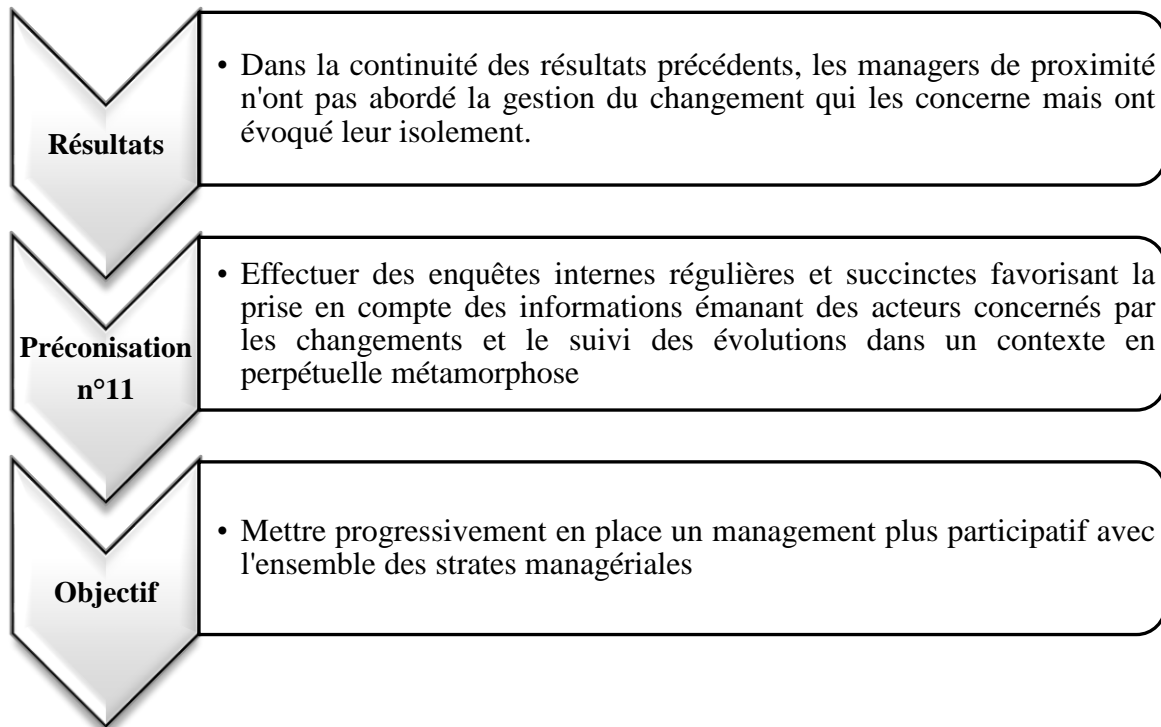 Résultats
• Dans la continuité des résultats précédents, les managers de proximité
n'ont pas abordé la gestion du changement qui les concerne mais ont
évoqué leur isolement.
Préconisation
n°11
• Effectuer des enquêtes internes régulières et succinctes favorisant la
prise en compte des informations émanant des acteurs concernés par
les changements et le suivi des évolutions dans un contexte en
perpétuelle métamorphose
Objectif
• Mettre progressivement en place un management plus participatif avec
l'ensemble des strates managériales